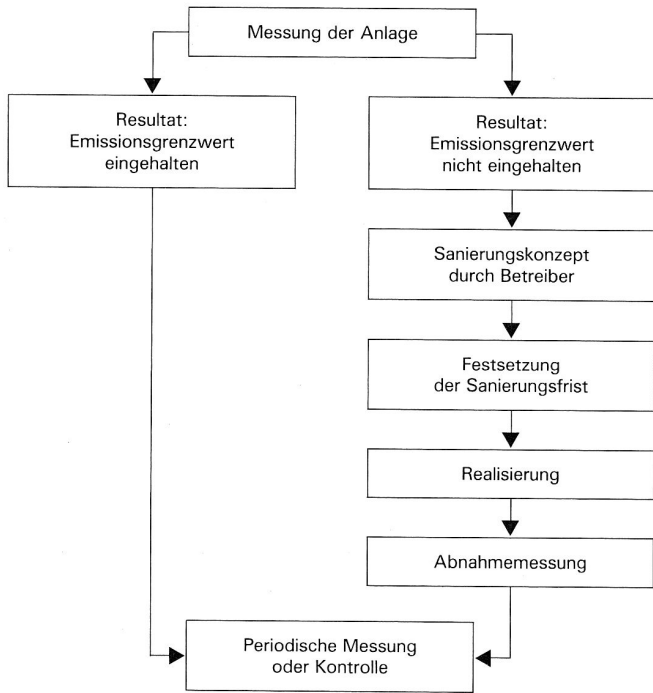 Messung der Anlage
Resultat:
Emissionsgrenzwert
eingehalten
Resultat:
Emissionsgrenzwert
nicht eingehalten
Sanierungskonzept
durch Betreiber
Festsetzung
der Sanierungsfrist
Realisierung
Abnahmemessung
Periodische Messung
oder Kontrolle